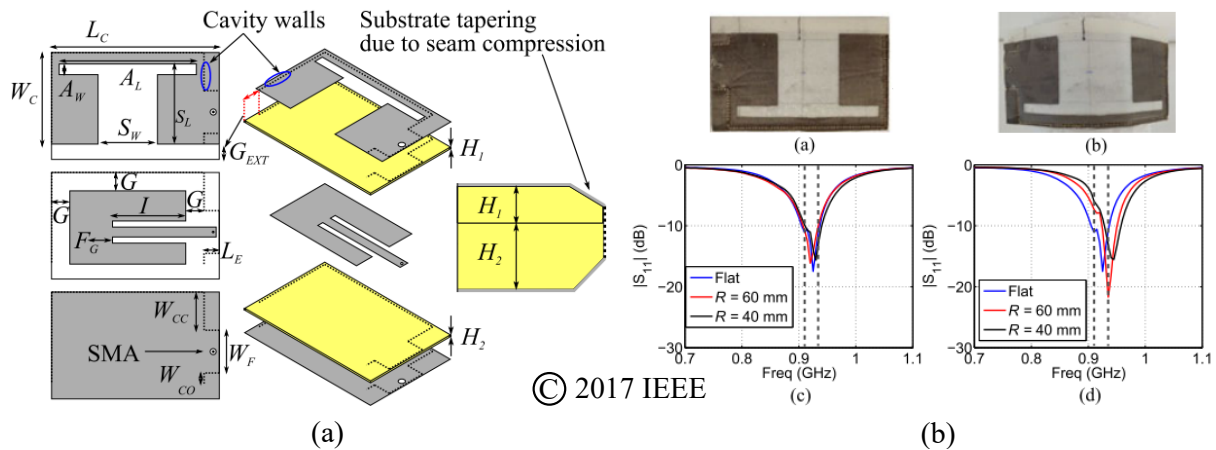 Cavity walls
Substrate tapering
due to seam compression
L_C
W_C
A_W
A_L
S_L
S_W
G_EXT
H_1
G
G
I
G
F_G
L_E
H_1
H_2
W_CC
SMA
W_F
W_CO
H_2
© 2017 IEEE
(a)
(a)
(b)
|S_11| (dB)
0
−10
−20
−30
Flat
R = 60 mm
R = 40 mm
0.7
0.8
0.9
1
1.1
Freq (GHz)
(c)
|S_11| (dB)
0
−10
−20
−30
Flat
R = 60 mm
R = 40 mm
0.7
0.8
0.9
1
1.1
Freq (GHz)
(d)
(b)